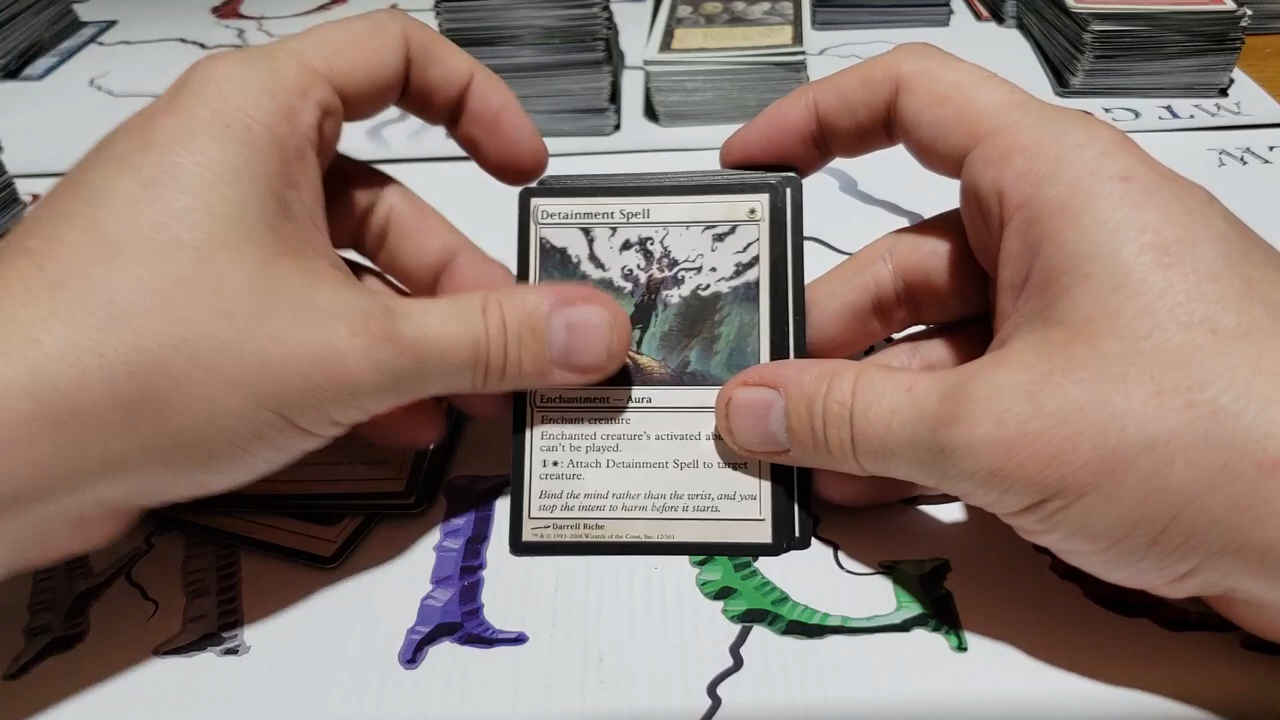 MTG
Detainment Spell
Enchantment — Aura
Enchant creature
Enchanted creature's activated
can't be played.
1: Attach Detainment Spell to target
creature.
Bind the mind rather than the wrist, and you
stop the intent to harm before it starts.
Darrell Riche
™ & © 1993-2006 Wizards of the Coast, Inc. 12/301